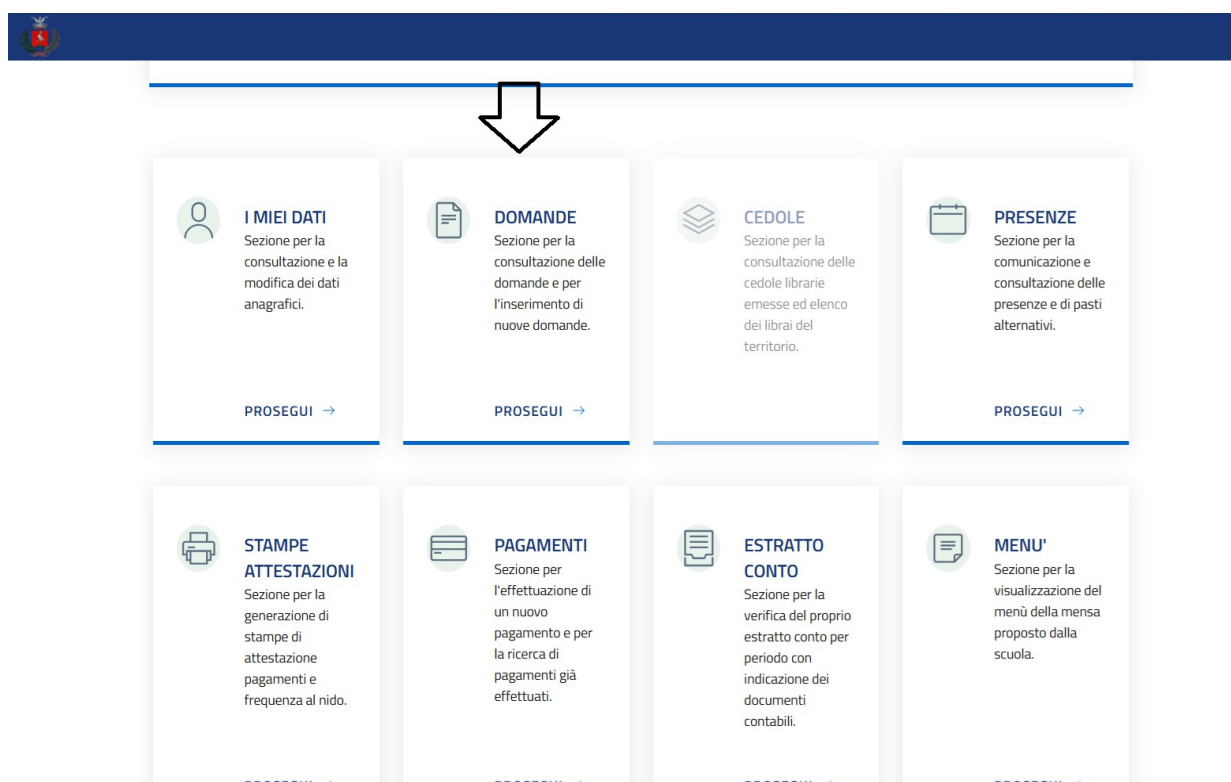 I MIEI DATI
Sezione per la
consultazione e la
modifica dei dati
anagrafici.
PROSEGUI →
DOMANDE
Sezione per la
consultazione delle
domande e per
l'inserimento di
nuove domande.
PROSEGUI →
CEDOLE
Sezione per la
consultazione delle
cedole librarie
emesse ed elenco
dei librai del
territorio.
PRESENZE
Sezione per la
comunicazione e
consultazione delle
presenze e di pasti
alternativi.
PROSEGUI →
STAMPE
ATTESTAZIONI
Sezione per la
generazione di
stampe di
attestazione
pagamenti e
frequenza al nido.
PAGAMENTI
Sezione per
l'effettuazione di
un nuovo
pagamento e per
la ricerca di
pagamenti già
effettuati.
ESTRATTO
CONTO
Sezione per la
verifica del proprio
estratto conto per
periodo con
indicazione dei
documenti
contabili.
MENU'
Sezione per la
visualizzazione del
menù della mensa
proposto dalla
scuola.